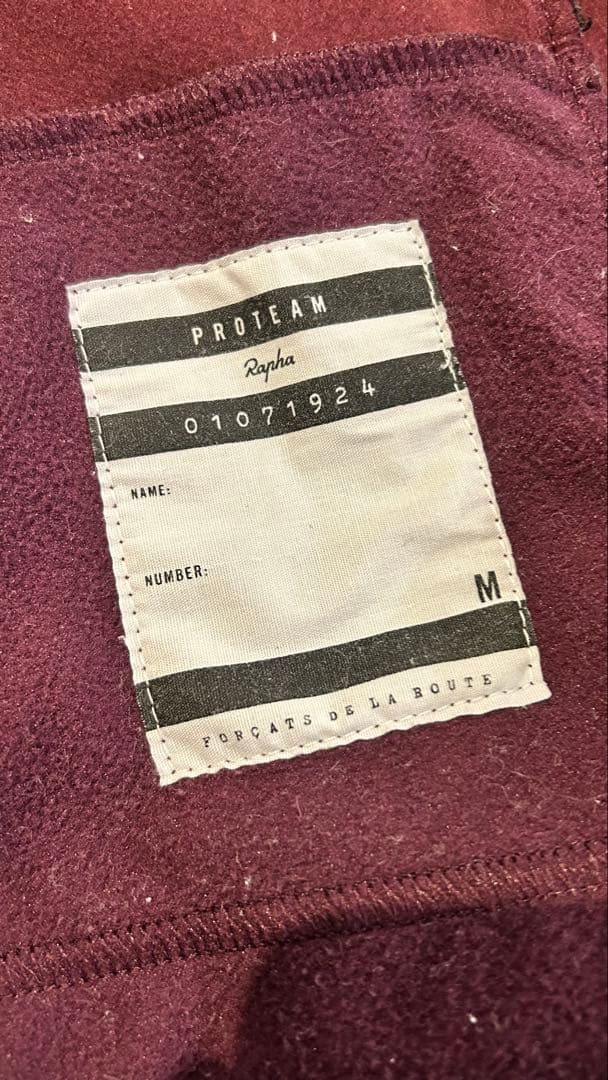 PROTEAM
Rapha
01071924
NAME:
NUMBER:
M
FORÇATS DE LA ROUTE